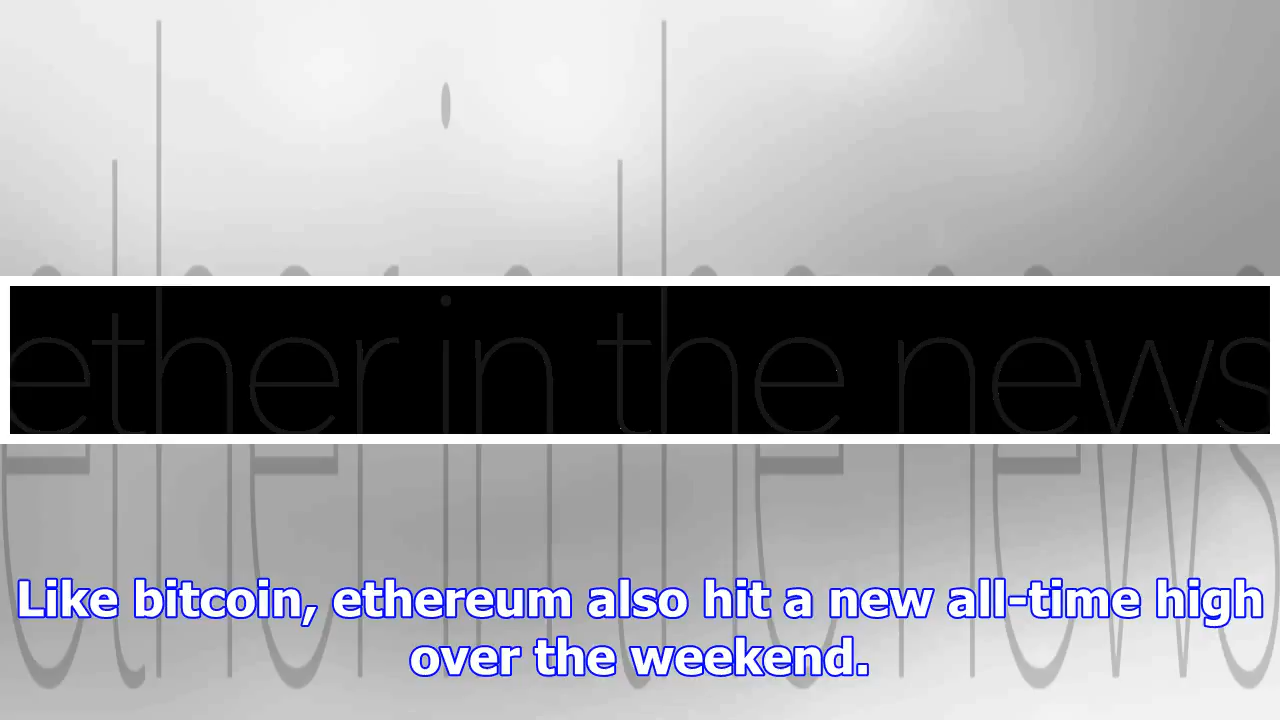 ether in the news
Like bitcoin, ethereum also hit a new all-time high
over the weekend.